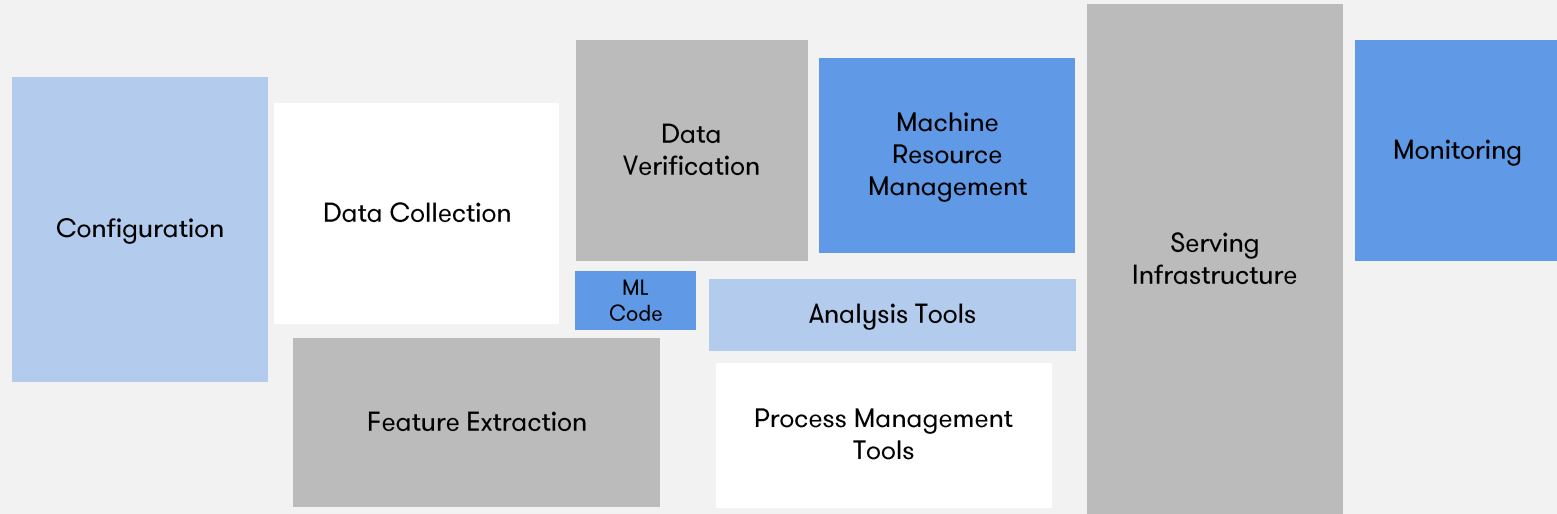 Configuration
Data Collection
Data
Verification
Machine
Resource
Management
ML
Code
Analysis Tools
Feature Extraction
Process Management
Tools
Serving
Infrastructure
Monitoring